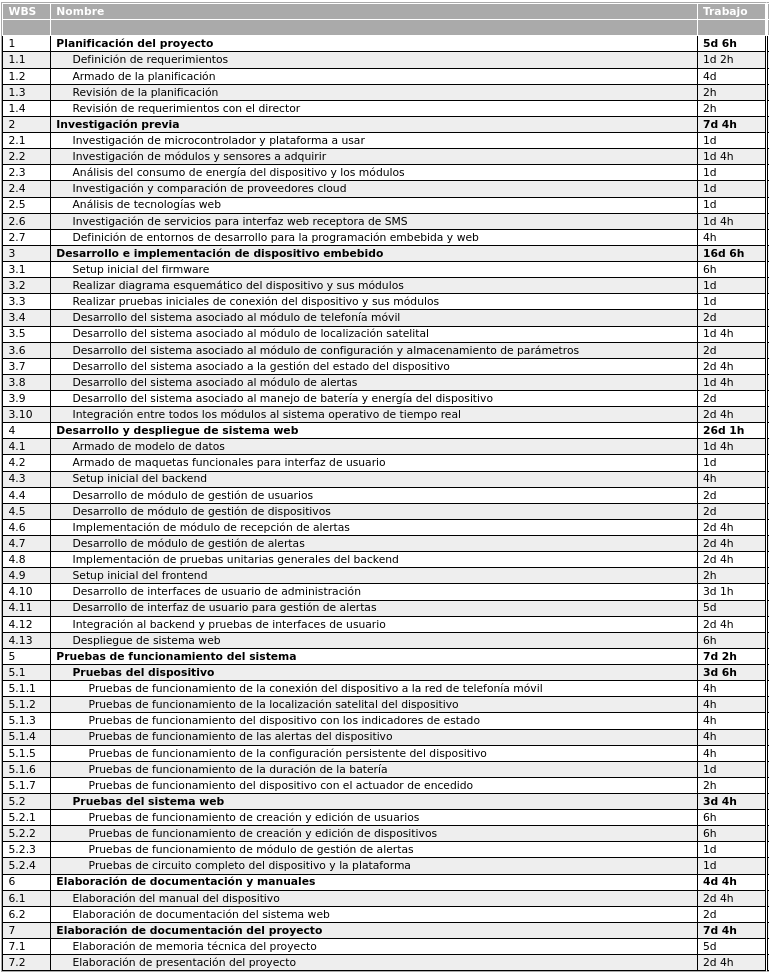 WBS Nombre Trabajo
1 Planificación del proyecto 5d 6h
1.1 Definición de requerimientos 1d 2h
1.2 Armado de la planificación 4d
1.3 Revisión de la planificación 2h
1.4 Revisión de requerimientos con el director 2h
2 Investigación previa 7d 4h
2.1 Investigación de microcontrolador y plataforma a usar 1d
2.2 Investigación de módulos y sensores a adquirir 1d 4h
2.3 Análisis del consumo de energía del dispositivo y los módulos 1d
2.4 Investigación y comparación de proveedores cloud 1d
2.5 Análisis de tecnologías web 1d
2.6 Investigación de servicios para interfaz web receptora de SMS 1d 4h
2.7 Definición de entornos de desarrollo para la programación embebida y web 4h
3 Desarrollo e implementación de dispositivo embebido 16d 6h
3.1 Setup inicial del firmware 6h
3.2 Realizar diagrama esquemático del dispositivo y sus módulos 1d
3.3 Realizar pruebas iniciales de conexión del dispositivo y sus módulos 1d
3.4 Desarrollo del sistema asociado al módulo de telefonía móvil 2d
3.5 Desarrollo del sistema asociado al módulo de localización satelital 1d 4h
3.6 Desarrollo del sistema asociado al módulo de configuración y almacenamiento de parámetros 2d
3.7 Desarrollo del sistema asociado a la gestión del estado del dispositivo 2d 4h
3.8 Desarrollo del sistema asociado al módulo de alertas 1d 4h
3.9 Desarrollo del sistema asociado al manejo de batería y energía del dispositivo 2d
3.10 Integración entre todos los módulos al sistema operativo de tiempo real 2d 4h
4 Desarrollo y despliegue de sistema web 26d 1h
4.1 Armado de modelo de datos 1d 4h
4.2 Armado de maquetas funcionales para interfaz de usuario 1d
4.3 Setup inicial del backend 4h
4.4 Desarrollo de módulo de gestión de usuarios 2d
4.5 Desarrollo de módulo de gestión de dispositivos 2d
4.6 Implementación de módulo de recepción de alertas 2d 4h
4.7 Desarrollo de módulo de gestión de alertas 2d 4h
4.8 Implementación de pruebas unitarias generales del backend 2d 4h
4.9 Setup inicial del frontend 2h
4.10 Desarrollo de interfaces de usuario de administración 3d 1h
4.11 Desarrollo de interfaz de usuario para gestión de alertas 5d
4.12 Integración al backend y pruebas de interfaces de usuario 2d 4h
4.13 Despliegue de sistema web 6h
5 Pruebas de funcionamiento del sistema 7d 2h
5.1 Pruebas del dispositivo 3d 6h
5.1.1 Pruebas de funcionamiento de la conexión del dispositivo a la red de telefonía móvil 4h
5.1.2 Pruebas de funcionamiento de la localización satelital del dispositivo 4h
5.1.3 Pruebas de funcionamiento del dispositivo con los indicadores de estado 4h
5.1.4 Pruebas de funcionamiento de las alertas del dispositivo 4h
5.1.5 Pruebas de funcionamiento de la configuración persistente del dispositivo 4h
5.1.6 Pruebas de funcionamiento de la duración de la batería 1d
5.1.7 Pruebas de funcionamiento del dispositivo con el actuador de encedido 2h
5.2 Pruebas del sistema web 3d 4h
5.2.1 Pruebas de funcionamiento de creación y edición de usuarios 6h
5.2.2 Pruebas de funcionamiento de creación y edición de dispositivos 6h
5.2.3 Pruebas de funcionamiento de módulo de gestión de alertas 1d
5.2.4 Pruebas de circuito completo del dispositivo y la plataforma 1d
6 Elaboración de documentación y manuales 4d 4h
6.1 Elaboración del manual del dispositivo 2d 4h
6.2 Elaboración de documentación del sistema web 2d
7 Elaboración de documentación del proyecto 7d 4h
7.1 Elaboración de memoria técnica del proyecto 5d
7.2 Elaboración de presentación del proyecto 2d 4h